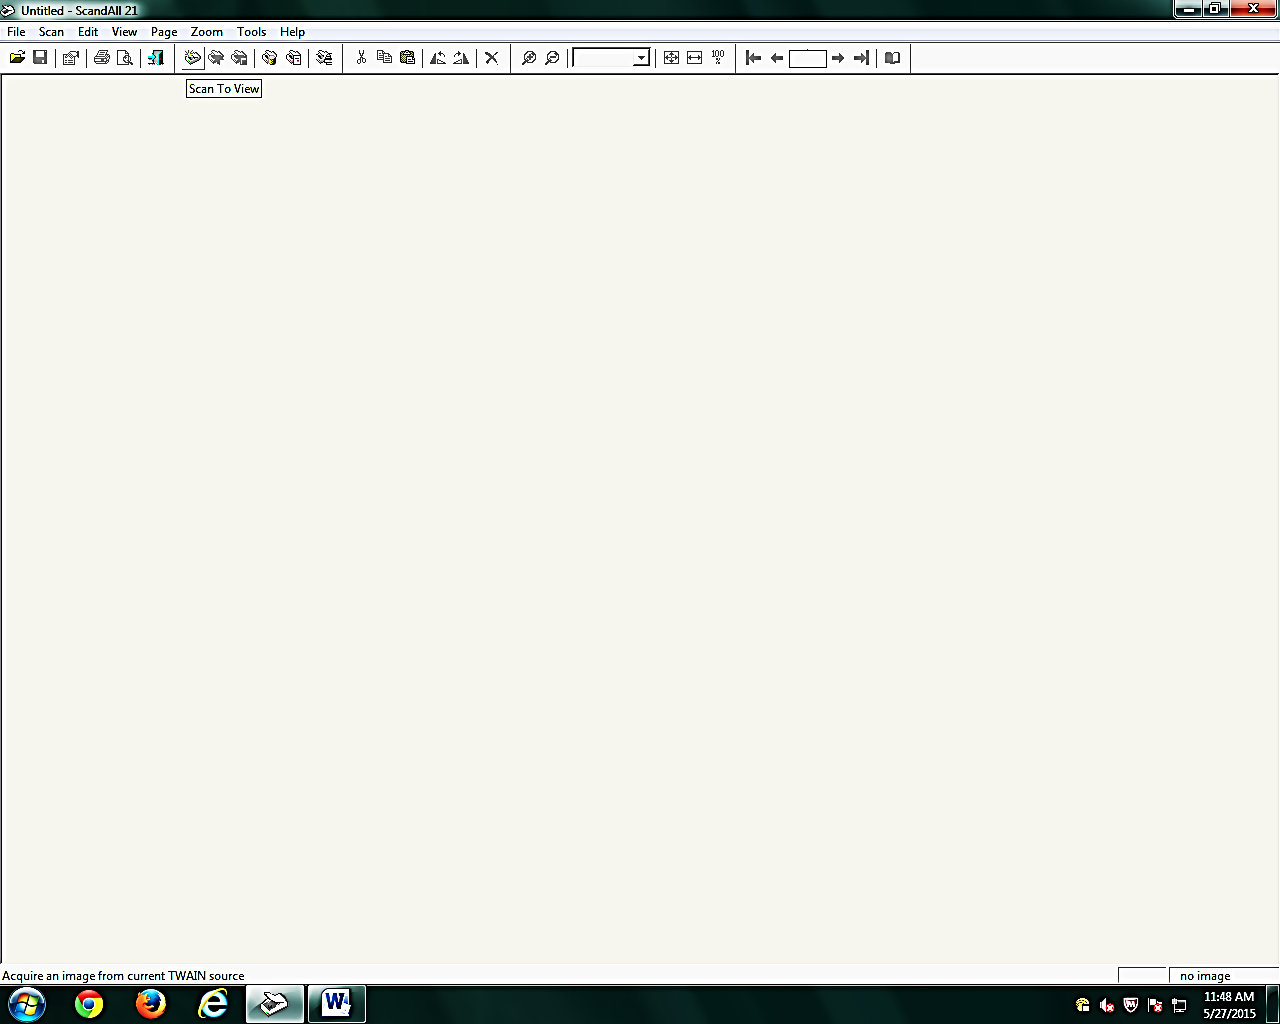 Untitled - ScandAll 21
File Scan Edit View Page Zoom Tools Help
100
%
Scan To View
Acquire an image from current TWAIN source
no image
11:48 AM
5/27/2015